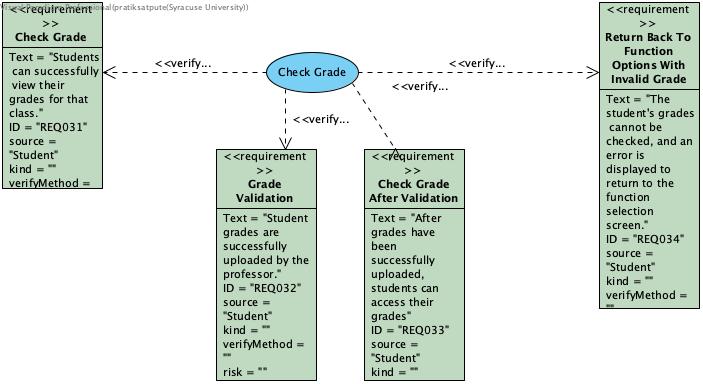 (pratiksatpute(Syracuse University))
<<requirement
>>
Check Grade
Text = "Students
can successfully
view their
grades for that
class."
ID = "REQ031"
source =
"Student"
kind = ""
verifyMethod =
<<verify...
Check Grade
<<verify...
<<verify...
<<verify...
<<requirement
>>
Return Back To
Function
Options With
Invalid Grade
Text = "The
student's grades
cannot be
checked, and an
error is
displayed to
return to the
function
selection
screen."
ID = "REQ034"
source =
"Student"
kind = ""
verifyMethod =
""
<<requirement
>>
Grade
Validation
Text = "Student
grades are
successfully
uploaded by the
professor."
ID = "REQ032"
source =
"Student"
kind = ""
verifyMethod =
""
risk = ""
<<requirement
>>
Check Grade
After Validation
Text = "After
grades have
been
successfully
uploaded,
students can
access their
grades"
ID = "REQ033"
source =
"Student"
kind = ""